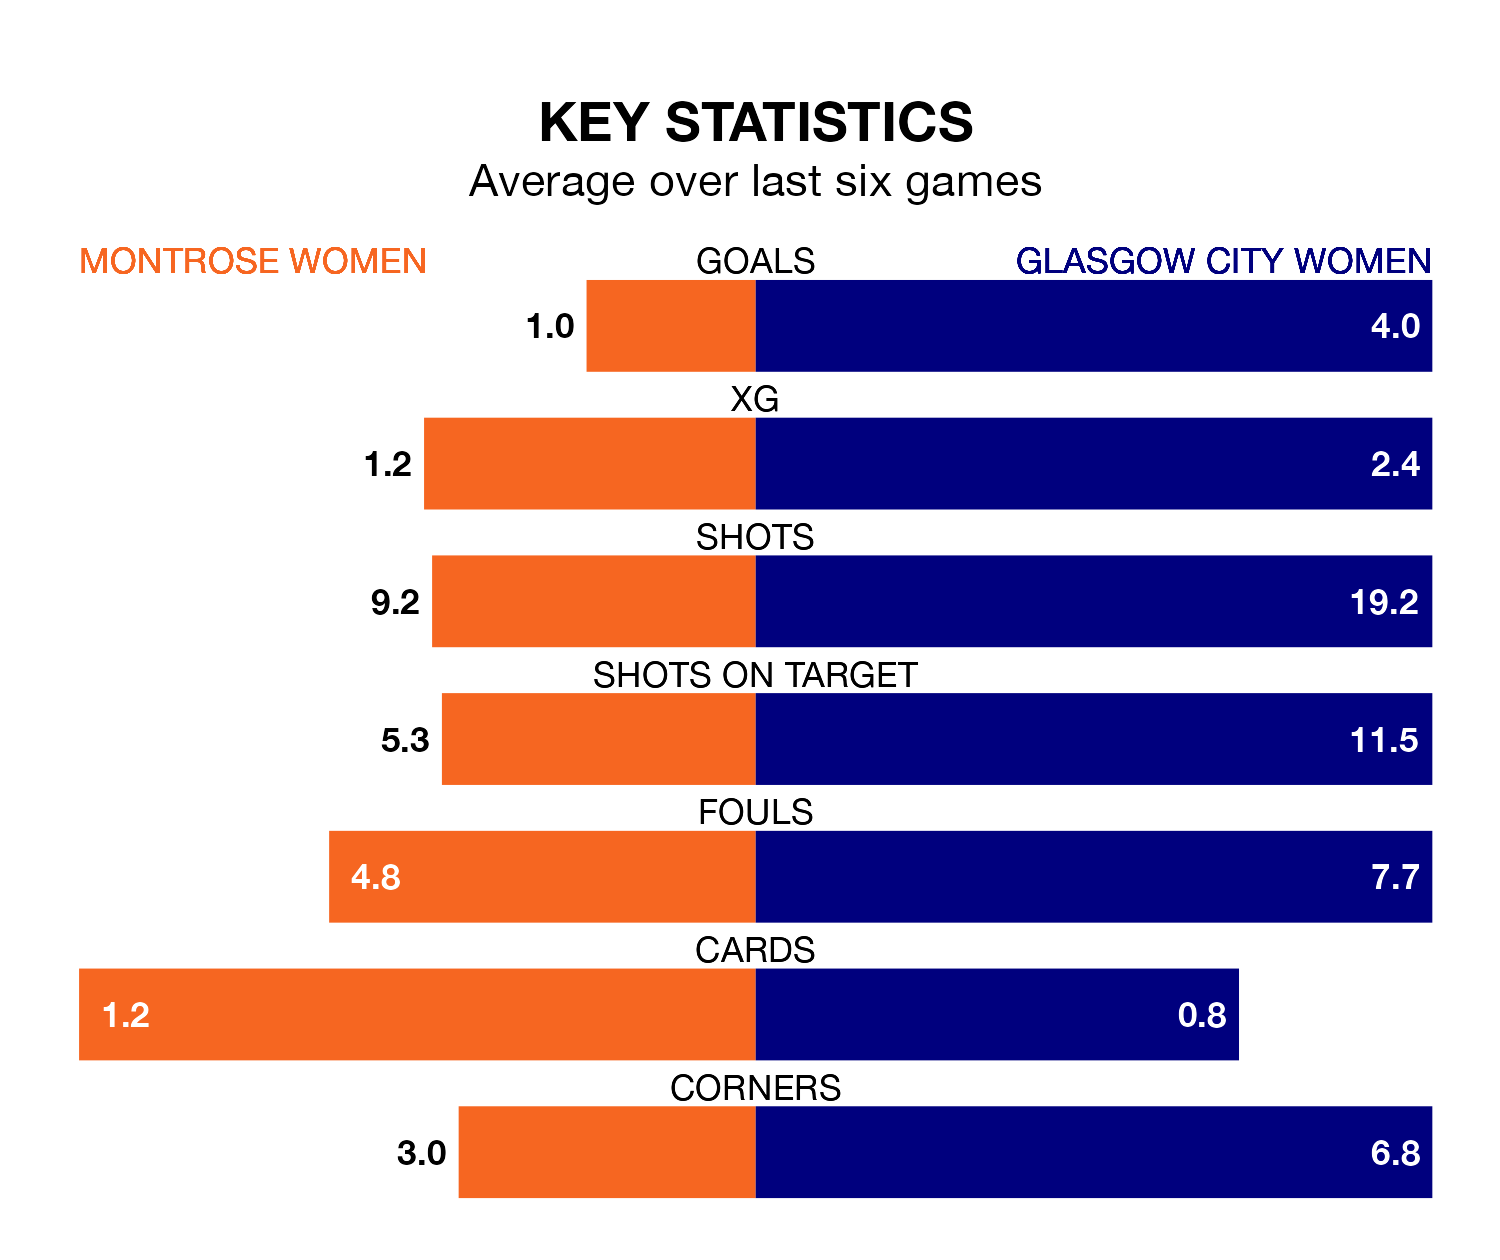 KEY STATISTICS
Average over last six games
MONTROSE WOMEN GOALS GLASGOW CITY WOMEN
1.0 4.0
XG
1.2 2.4
SHOTS
9.2 19.2
SHOTS ON TARGET
5.3 11.5
FOULS
4.8 7.7
CARDS
1.2 0.8
CORNERS
3.0 6.8